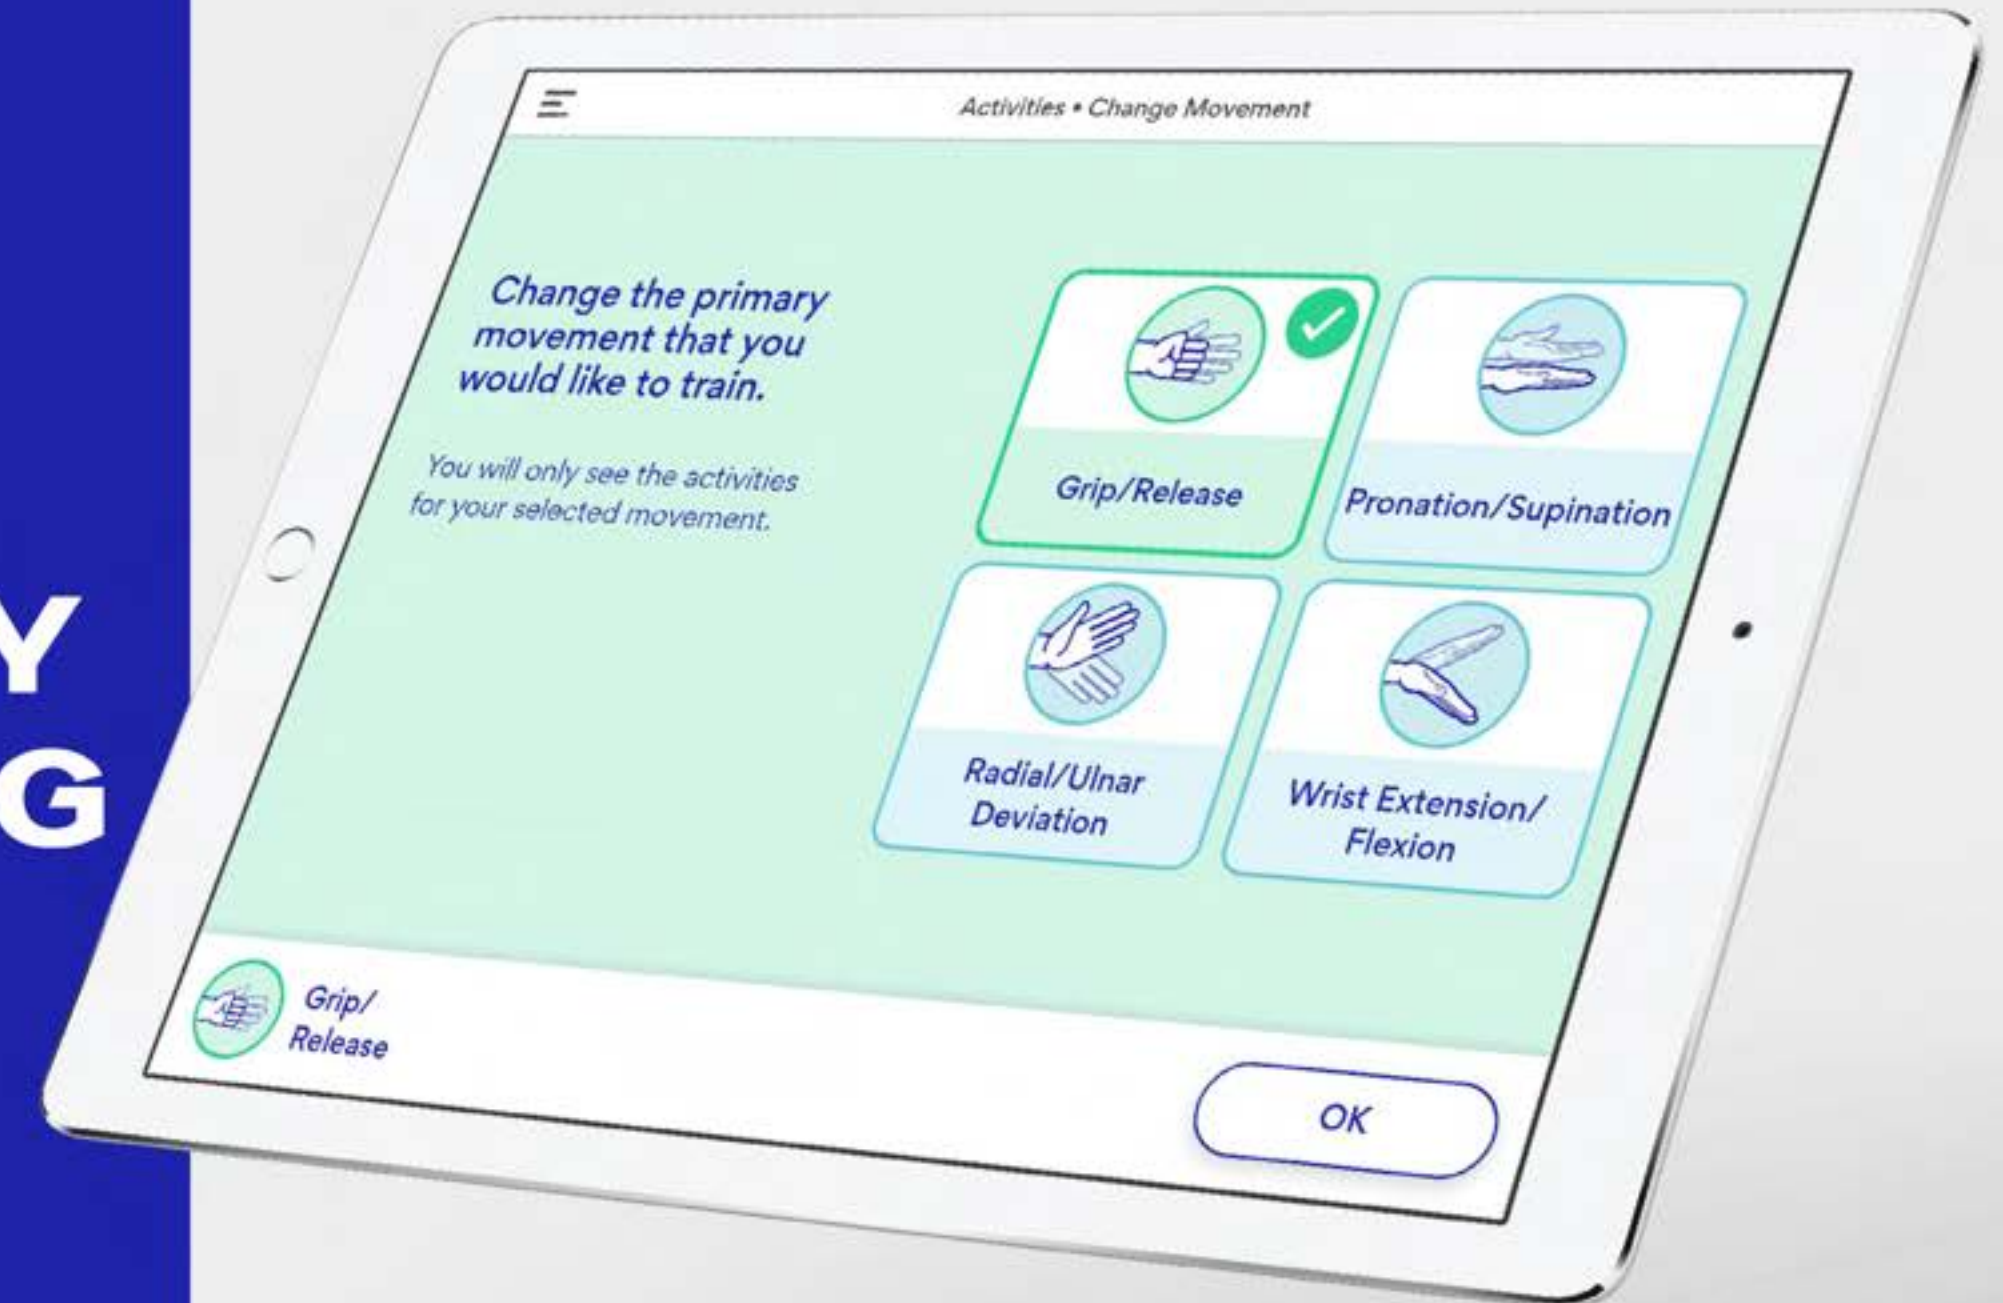 Y
G
Activities • Change Movement
Change the primary
movement that you
would like to train.
You will only see the activities
for your selected movement.
Grip/Release
Pronation/Supination
Radial/Ulnar
Deviation
Wrist Extension/
Flexion
Grip/
Release
OK